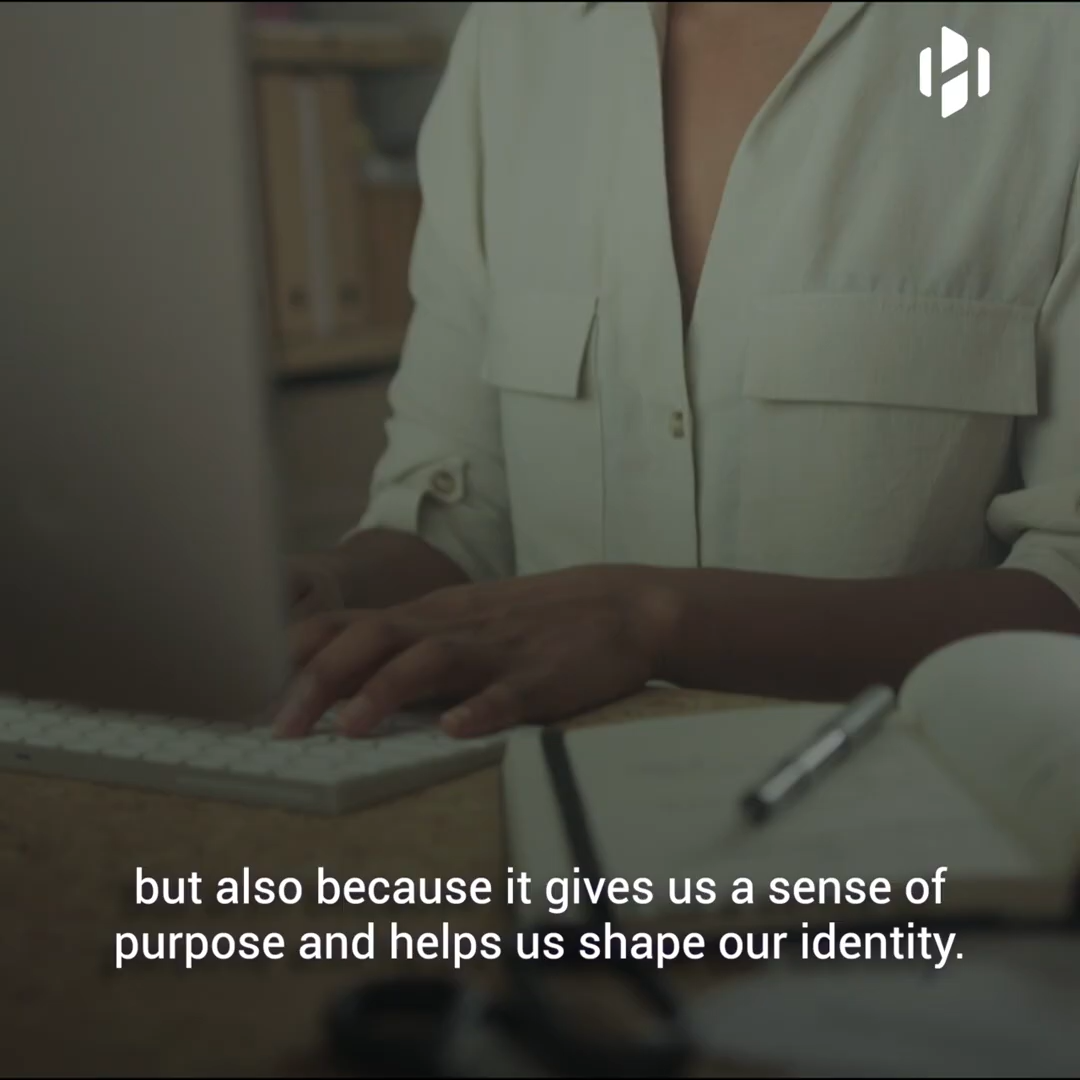 but also because it gives us a sense of
purpose and helps us shape our identity.